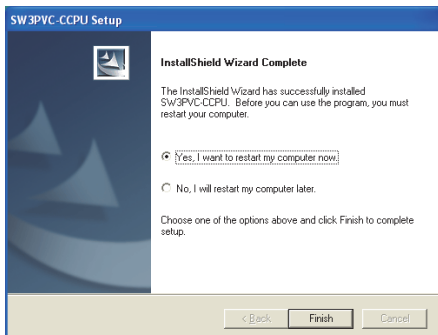 SW3PVC-CCPU Setup
InstallShield Wizard Complete
The InstallShield Wizard has successfully installed
SW3PVC-CCPU. Before you can use the program, you must
restart your computer.
Yes, I want to restart my computer now.
No, I will restart my computer later.
Choose one of the options above and click Finish to complete
setup.
< Back Finish Cancel